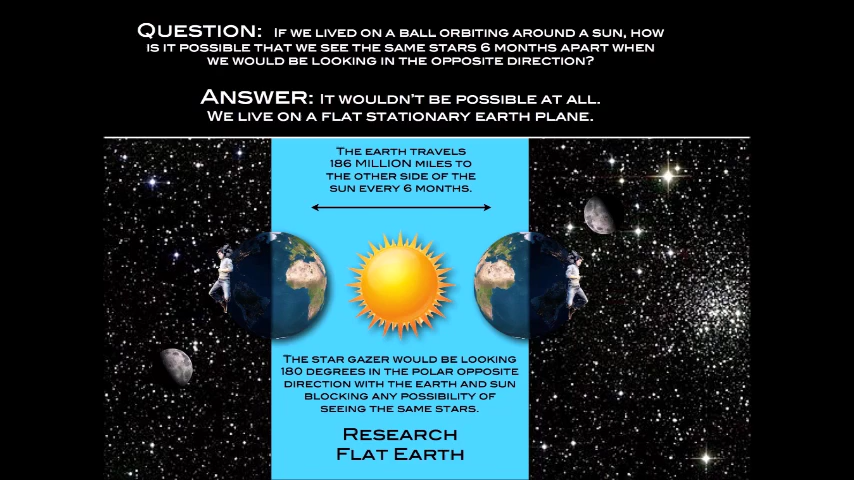 QUESTION: IF WE LIVED ON A BALL ORBITING AROUND A SUN, HOW
IS IT POSSIBLE THAT WE SEE THE SAME STARS 6 MONTHS APART WHEN
WE WOULD BE LOOKING IN THE OPPOSITE DIRECTION?
ANSWER: IT WOULDN'T BE POSSIBLE AT ALL.
WE LIVE ON A FLAT STATIONARY EARTH PLANE.
THE EARTH TRAVELS
186 MILLION MILES TO
THE OTHER SIDE OF THE
SUN EVERY 6 MONTHS.
THE STAR GAZER WOULD BE LOOKING
180 DEGREES IN THE POLAR OPPOSITE
DIRECTION WITH THE EARTH AND SUN
BLOCKING ANY POSSIBILITY OF
SEEING THE SAME STARS.
RESEARCH
FLAT EARTH